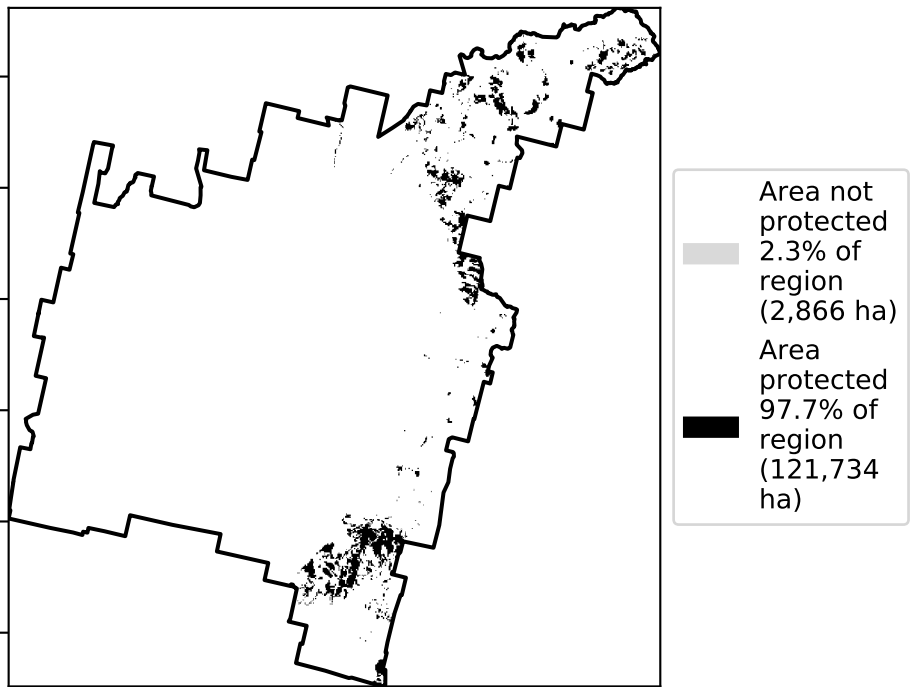 Area not
protected
2.3% of
region
(2,866 ha)
Area
protected
97.7% of
region
(121,734
ha)